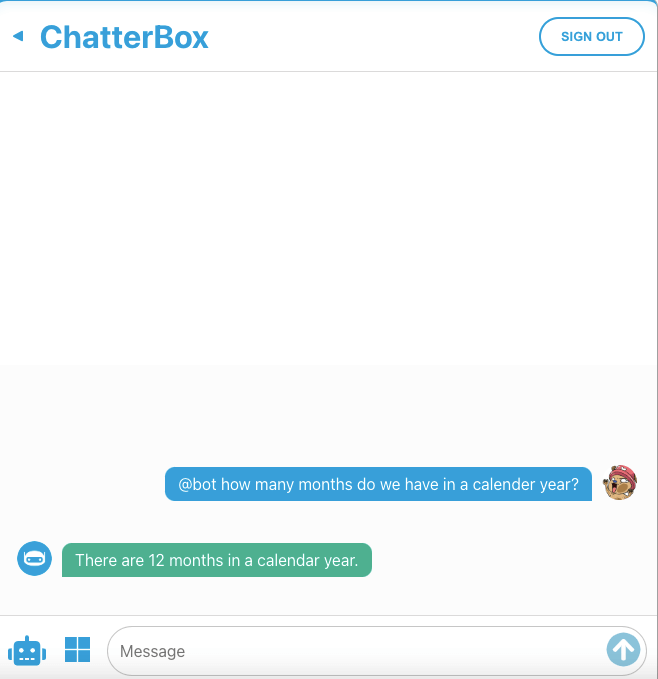 ChatterBox
SIGN OUT
@bot how many months do we have in a calender year?
There are 12 months in a calendar year.
Message